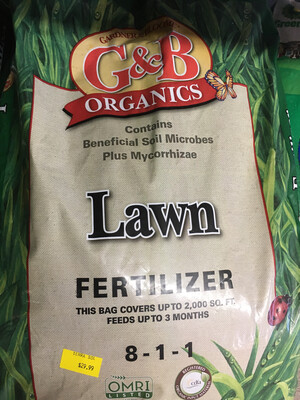 G&B
ORGANICS
Contains
Beneficial Soil Microbes
Plus Mycorrhizae
Lawn
FERTILIZER
THIS BAG COVERS UP TO 2,000 SQ. FT.
FEEDS UP TO 3 MONTHS
8-1-1
$29.99
OMRI
LISTED